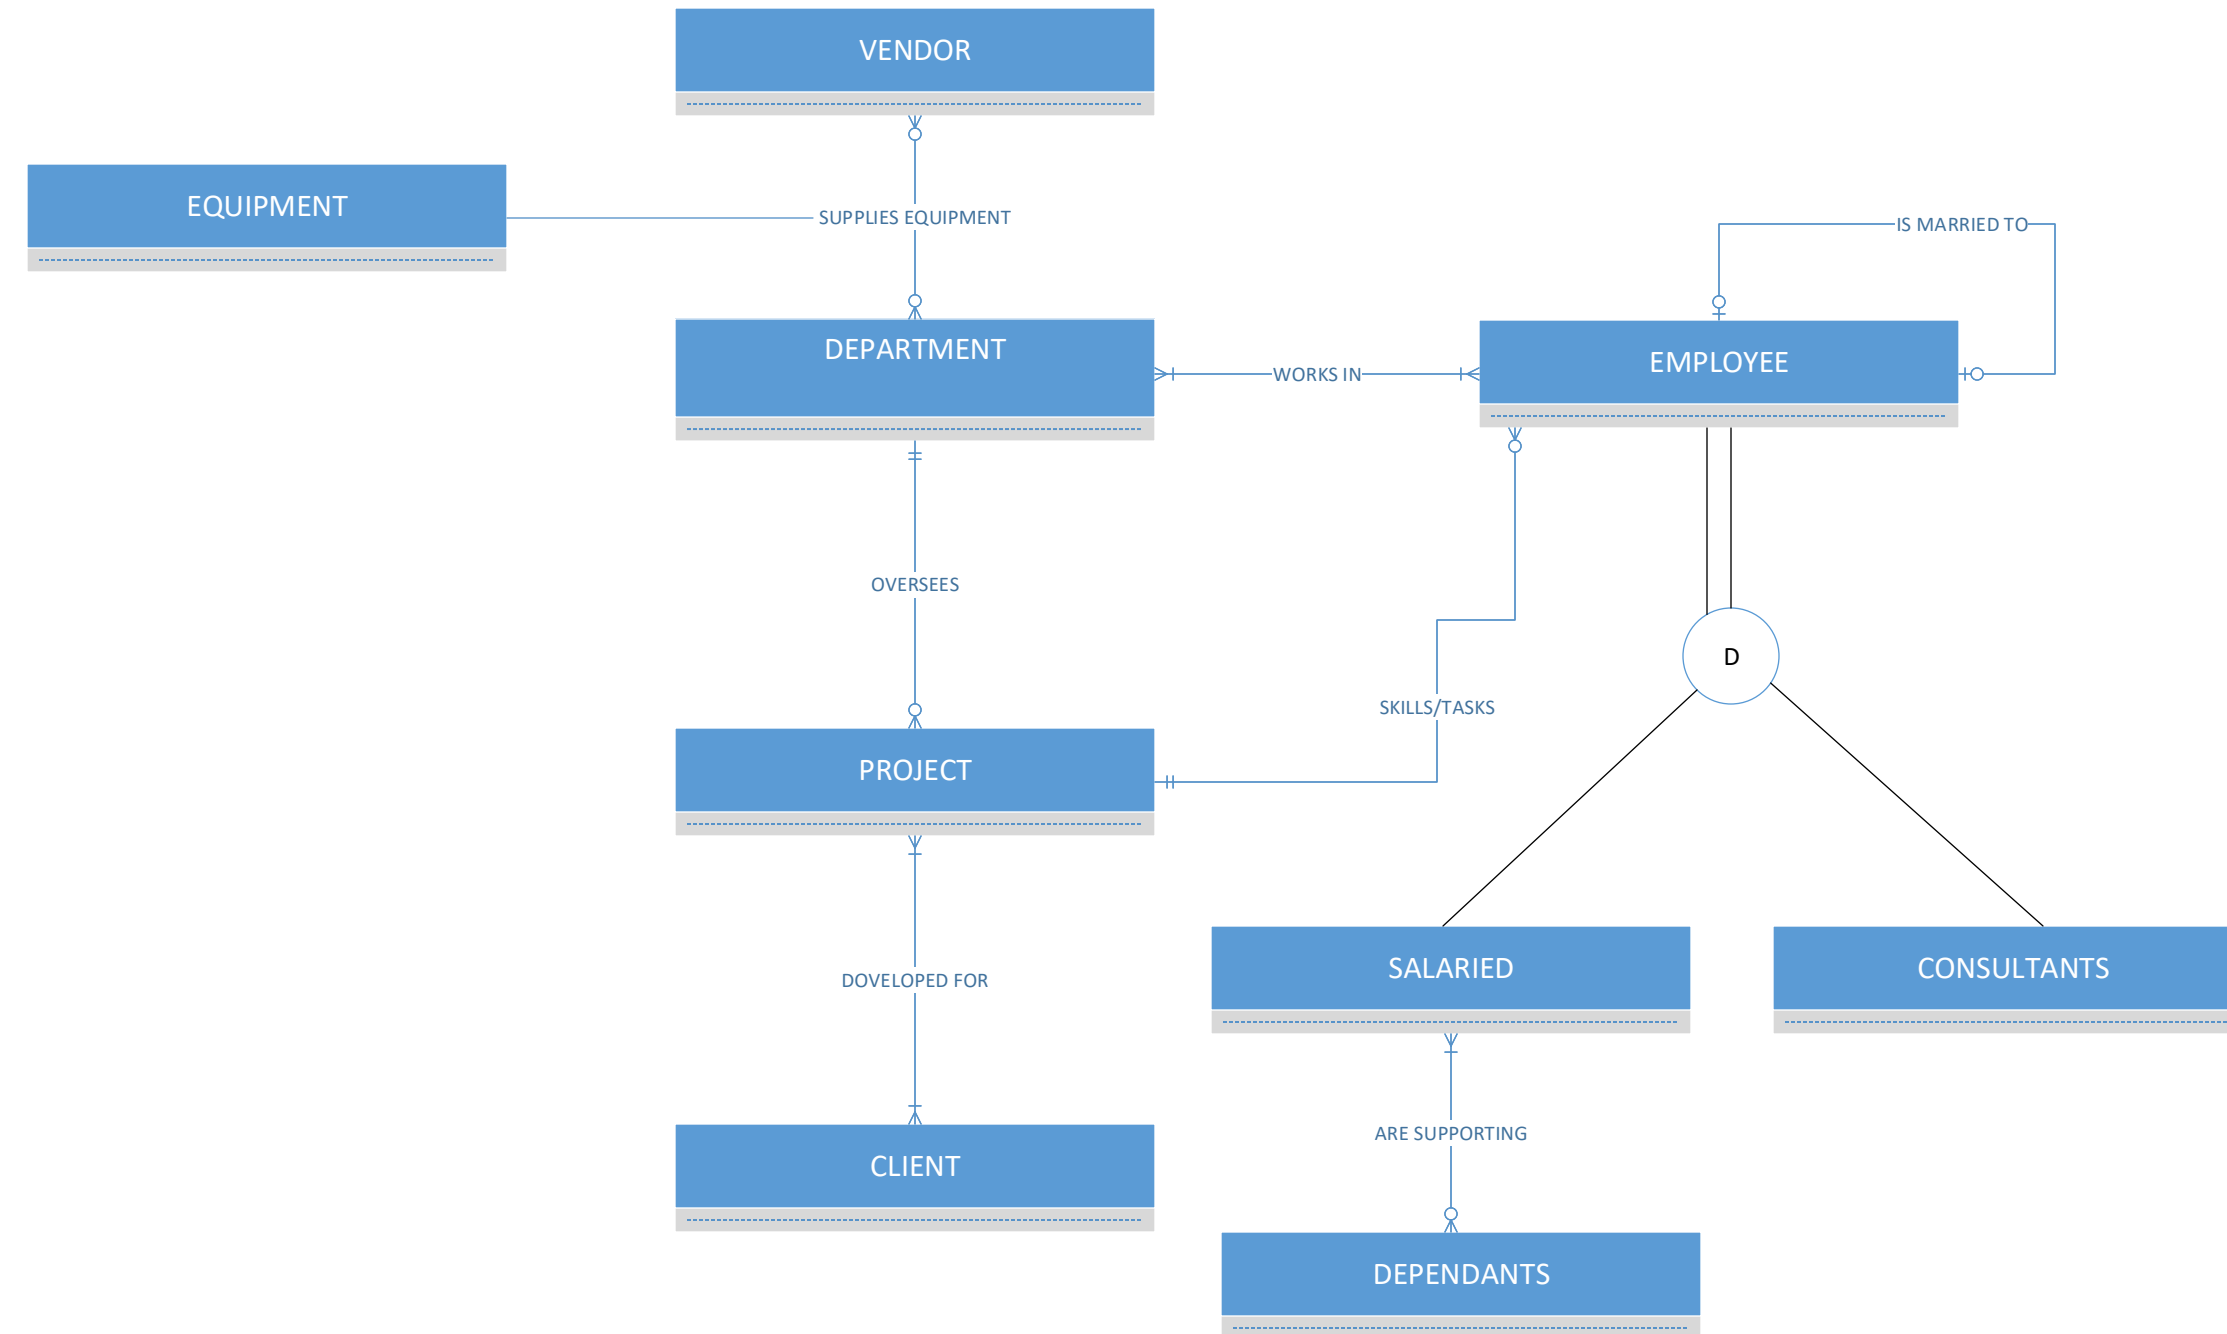 VENDOR
EQUIPMENT
SUPPLIES EQUIPMENT
IS MARRIED TO
DEPARTMENT
WORKS IN
EMPLOYEE
OVERSEES
D
SKILLS/TASKS
PROJECT
SALARIED
CONSULTANTS
DOVELOPED FOR
ARE SUPPORTING
CLIENT
DEPENDANTS